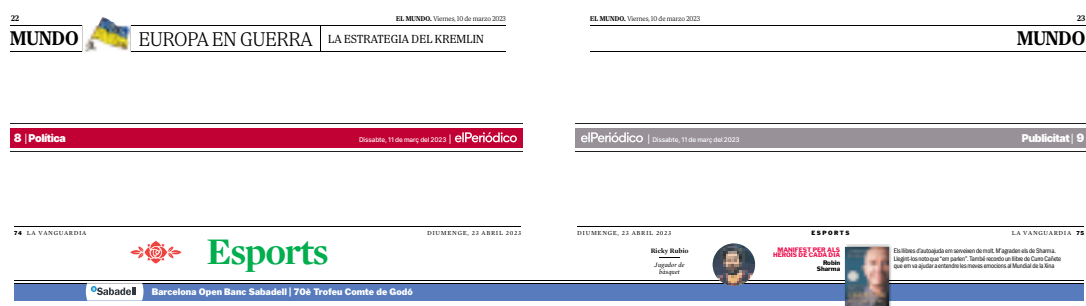 22
EL MUNDO. Viernes, 10 de marzo 2023
MUNDO EUROPA EN GUERRA LA ESTRATEGIA DEL KREMLIN
EL MUNDO. Viernes, 10 de marzo 2023
23
MUNDO
8 | Política
Dissabte, 11 de març del 2023 | elPeriódico
elPeriódico | Dissabte, 11 de març del 2023
Publicitat | 9
74 LA VANGUARDIA
DIUMENGE, 23 ABRIL 2023
Esports
Sabadell
Barcelona Open Banc Sabadell | 70è Trofeu Comte de Godó
DIUMENGE, 23 ABRIL 2023
ESPORTS
LA VANGUARDIA 75
Ricky Rubio
Jugador de
bàsquet
MANIFEST PER ALS
HEROIS DE CADA DIA
Robin
Sharma
Els llibres d'autoajuda em serveixen de molt. M'agraden els de Sharma.
Llegint-los noto que "em parlen". També recordo un llibre de Curro Cañete
que em va ajudar a entendre les meves emocions al Mundial de la Xina